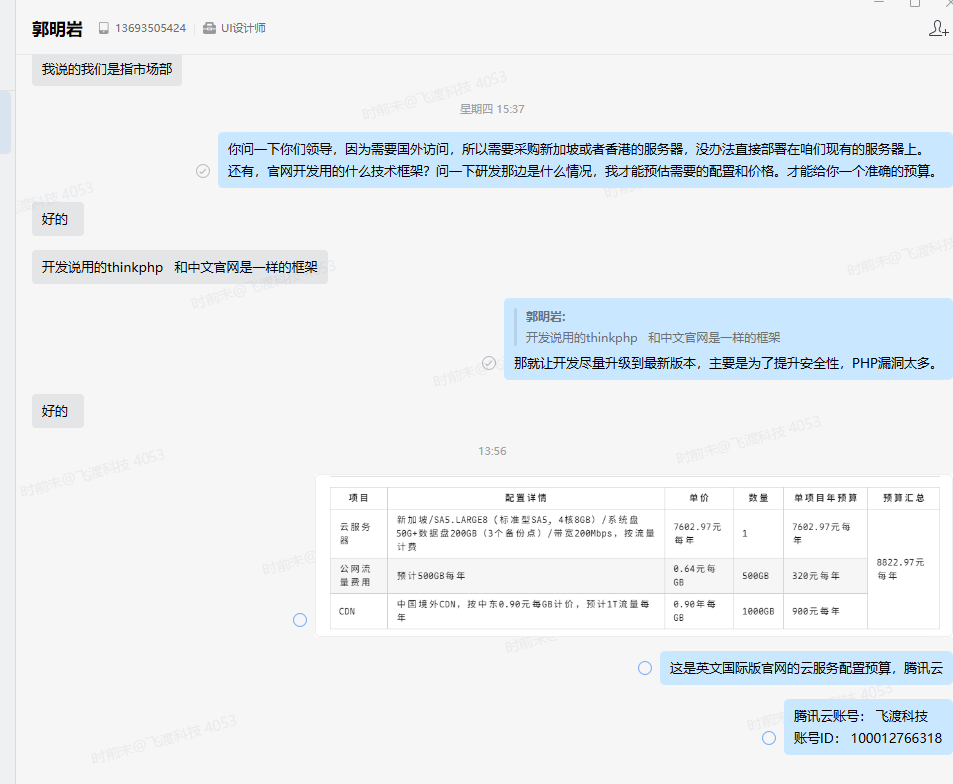 郭明岩 13693505424 UI设计师
我说的我们是指市场部
星期四 15:37
你问一下你们领导，因为需要国外访问，所以需要采购新加坡或者香港的服务器，没办法直接部署在咱们现有的服务器上。
还有，官网开发用的什么技术框架？问一下研发那边是什么情况，我才能预估需要的配置和价格。才能给你一个准确的预算。
好的
开发说用的thinkphp 和中文官网是一样的框架
郭明岩:
开发说用的thinkphp 和中文官网是一样的框架
那就让开发尽量升级到最新版本，主要是为了提升安全性，PHP漏洞太多。
好的
13:56
项目 配置详情 单价 数量 单项目年预算 预算汇总
云服务
器
新加坡/SA5.LARGE8（标准型SA5, 4核8GB）/系统盘
50G+数据盘200GB（3个备份点）/带宽200Mbps，按流量
计费
7602.97元
每年
1
7602.97元每
年
8822.97元
每年
公网流
量费用
预计500GB每年
0.64元每
GB
500GB
320元每年
CDN
中国境外CDN，按中东0.90元每GB计价，预计1T流量每
年
0.90年每
GB
1000GB
900元每年
这是英文国际版官网的云服务配置预算，腾讯云
腾讯云账号： 飞渡科技
账号ID： 100012766318
时前未@飞渡科技 4053